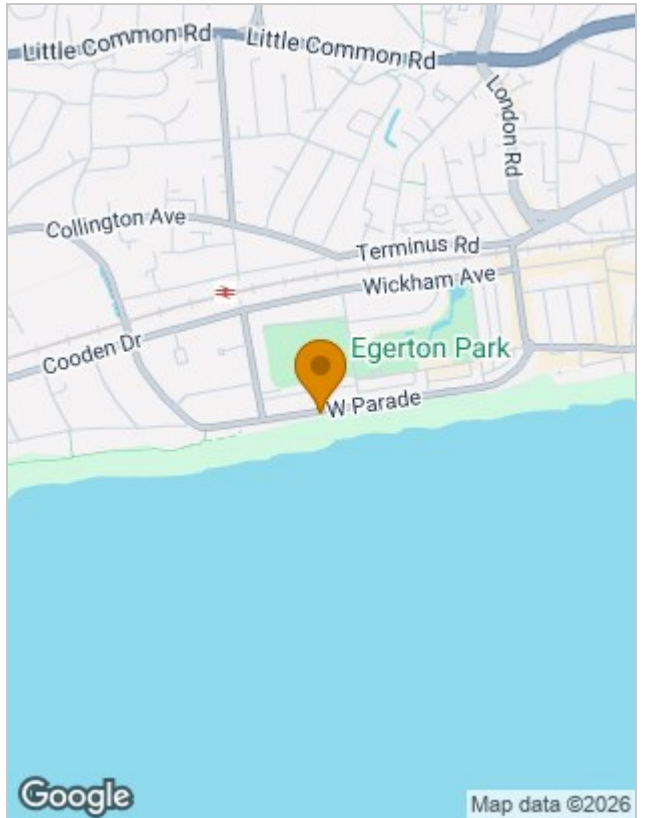 Little Common Rd
Little Common Rd
London Rd
Collington Ave
Terminus Rd
Wickham Ave
Egerton Park
Cooden Dr
W Parade
Google
Map data ©2026